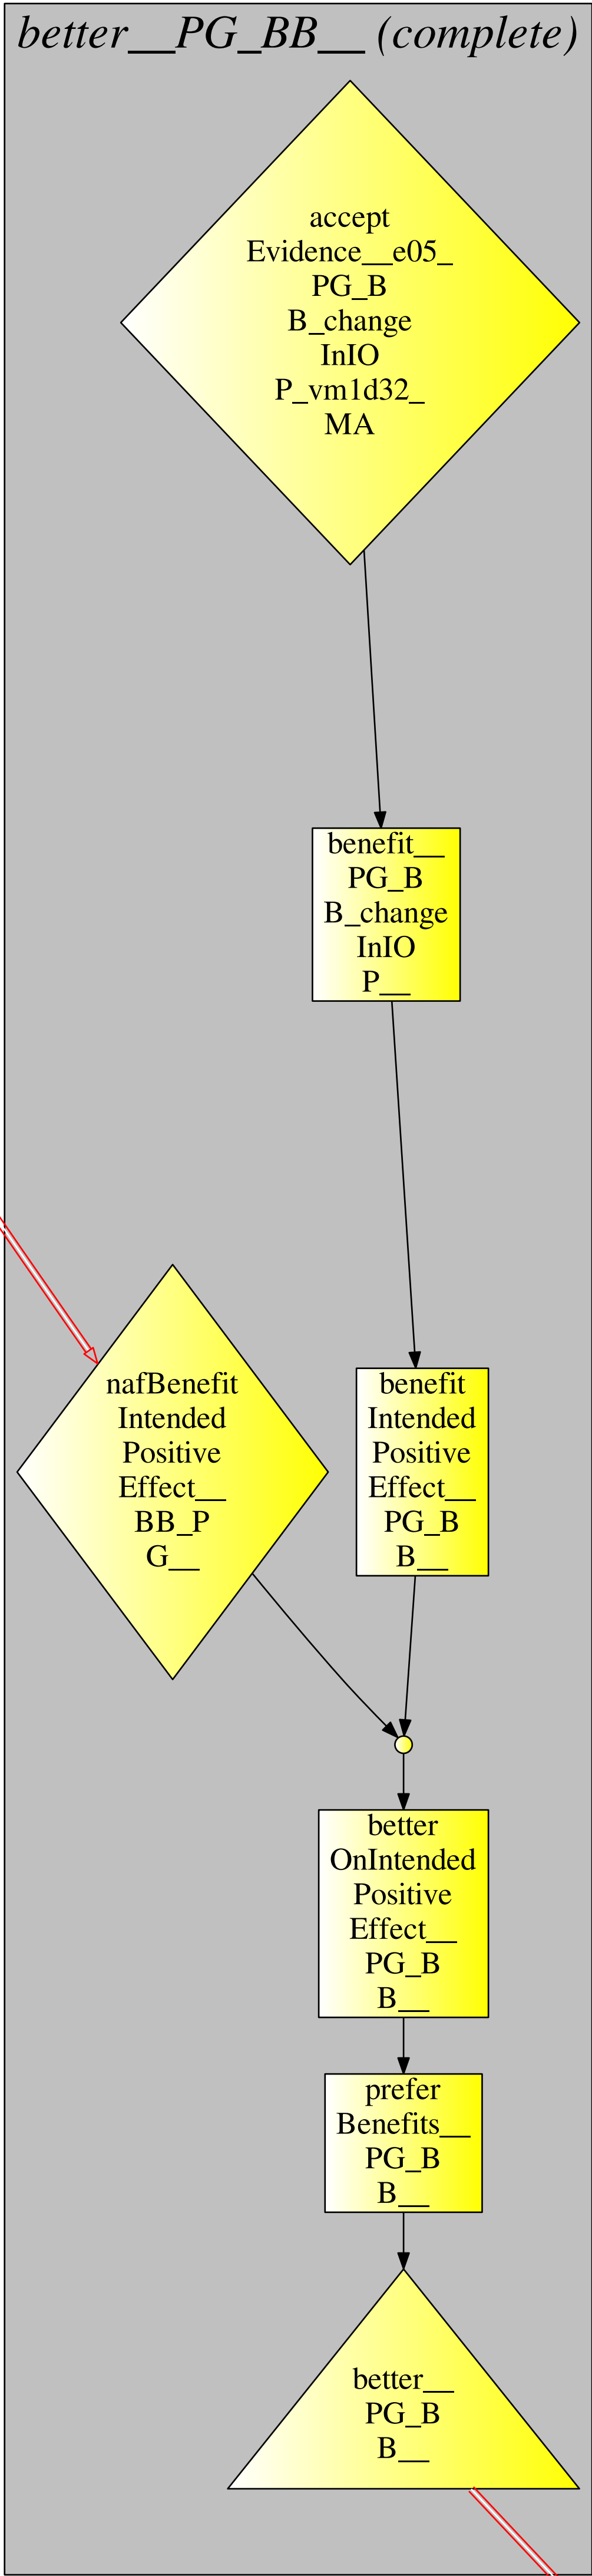 better__PG_BB__ (complete)
accept
Evidence__e05_
PG_B
B_change
InIO
P_vm1d32_
MA
benefit__
PG_B
B_change
InIO
P__
nafBenefit
Intended
Positive
Effect__
BB_P
G__
benefit
Intended
Positive
Effect__
PG_B
B__
better
OnIntended
Positive
Effect__
PG_B
B__
prefer
Benefits__
PG_B
B__
better__
PG_B
B__